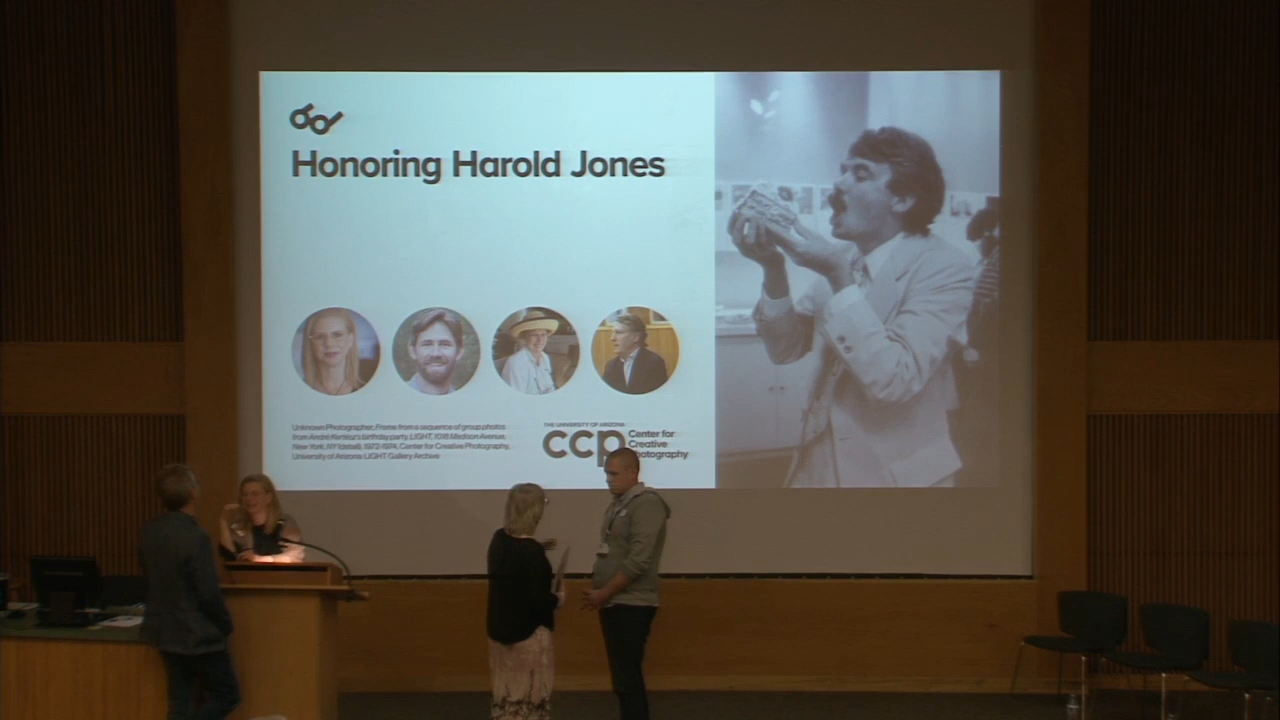 Honoring Harold Jones
Unknown Photographer, Frame from a sequence of group photos
from André Kertész's birthday party, LIGHT, 1018 Madison Avenue,
New York, NY (detail), 1972-1974, Center for Creative Photography,
University of Arizona: LIGHT Gallery Archive
THE UNIVERSITY OF ARIZONA
ccp
Center for
Creative
Photography